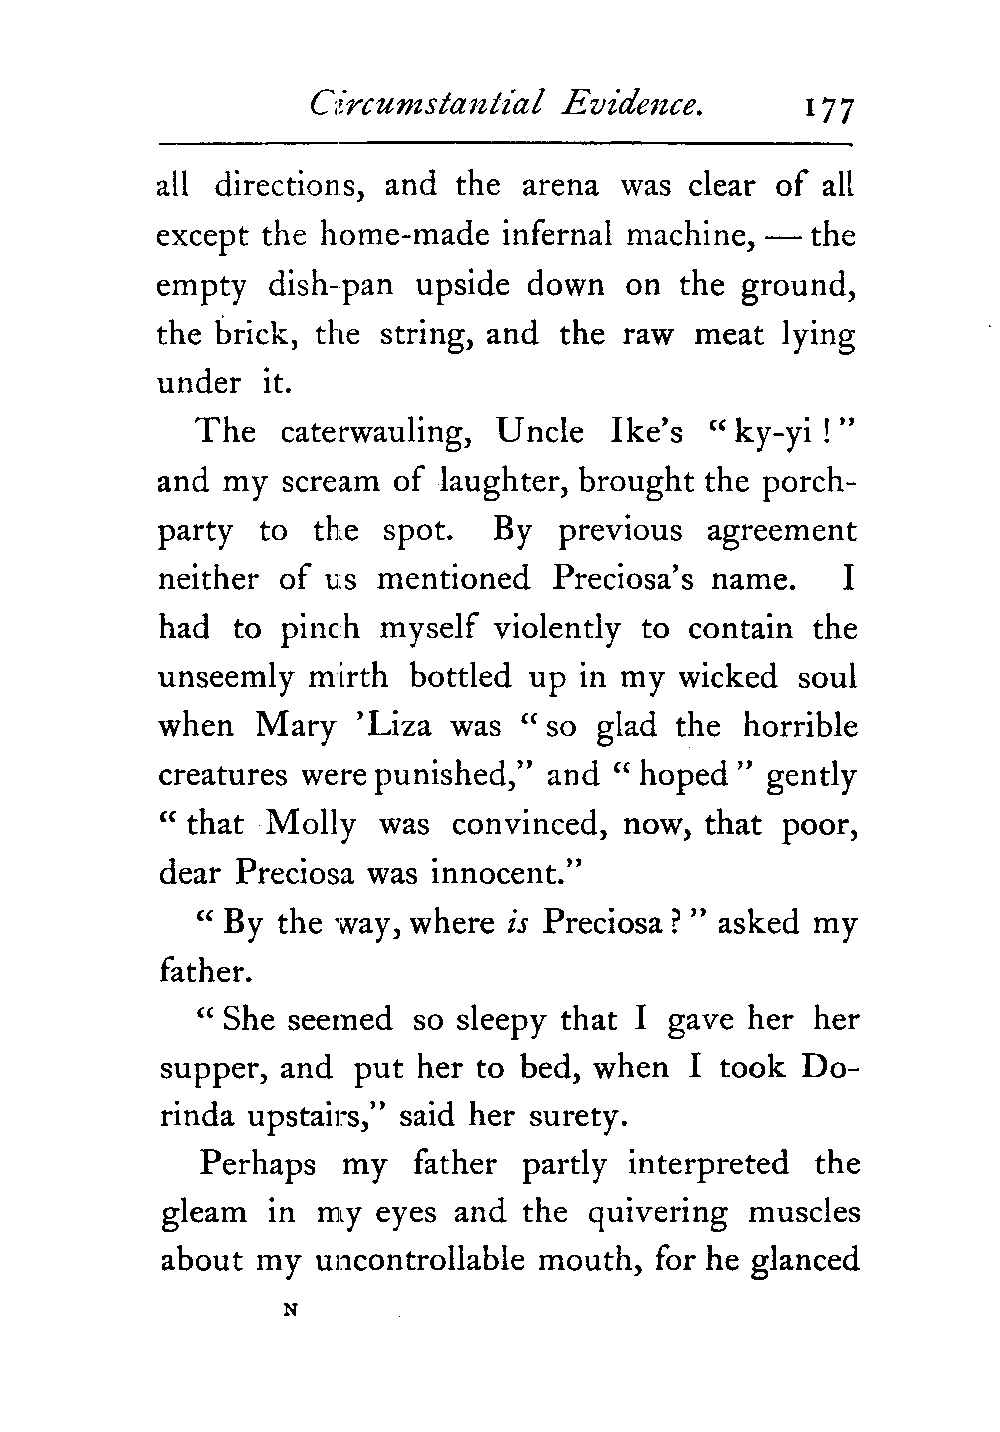 Circumstantial Evidence. 177
all directions, and the arena was clear of all
except the home-made infernal machine, — the
empty dish-pan upside down on the ground,
the brick, the string, and the raw meat lying
under it.
The caterwauling, Uncle Ike's “ky-yi!”
and my scream of laughter, brought the porch-
party to the spot. By previous agreement
neither of us mentioned Preciosa's name. I
had to pinch myself violently to contain the
unseemly mirth bottled up in my wicked soul
when Mary 'Liza was “so glad the horrible
creatures were punished,” and “hoped” gently
“that Molly was convinced, now, that poor,
dear Preciosa was innocent.”
“By the way, where is Preciosa?” asked my
father.
“She seemed so sleepy that I gave her her
supper, and put her to bed, when I took Do-
rinda upstairs,” said her surety.
Perhaps my father partly interpreted the
gleam in my eyes and the quivering muscles
about my uncontrollable mouth, for he glanced
N